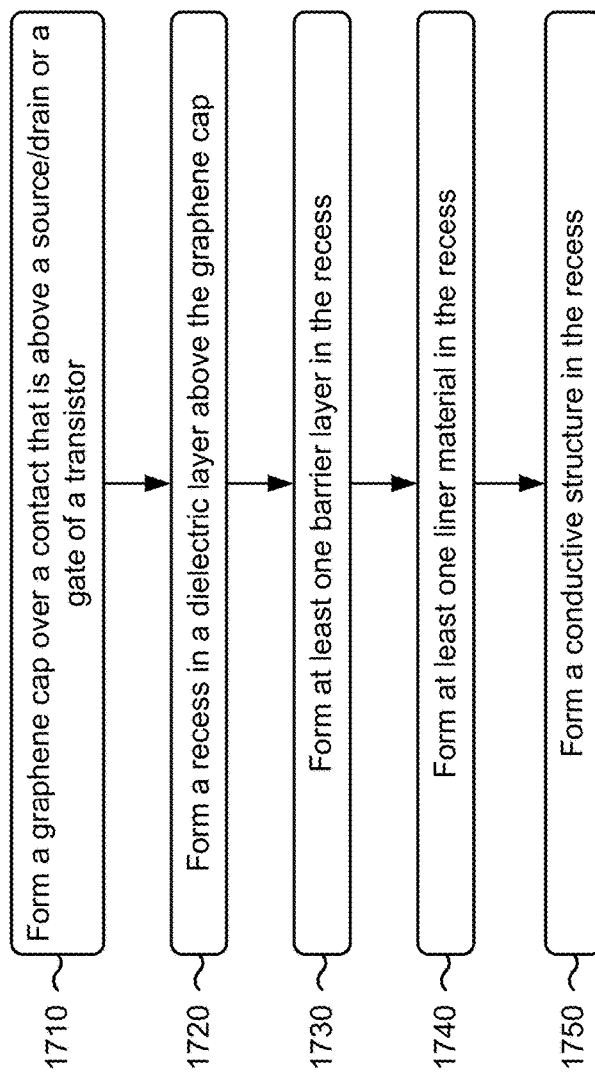 1710 Form a graphene cap over a contact that is above a source/drain or a
gate of a transistor
1720 Form a recess in a dielectric layer above the graphene cap
1730 Form at least one barrier layer in the recess
1740 Form at least one liner material in the recess
1750 Form a conductive structure in the recess